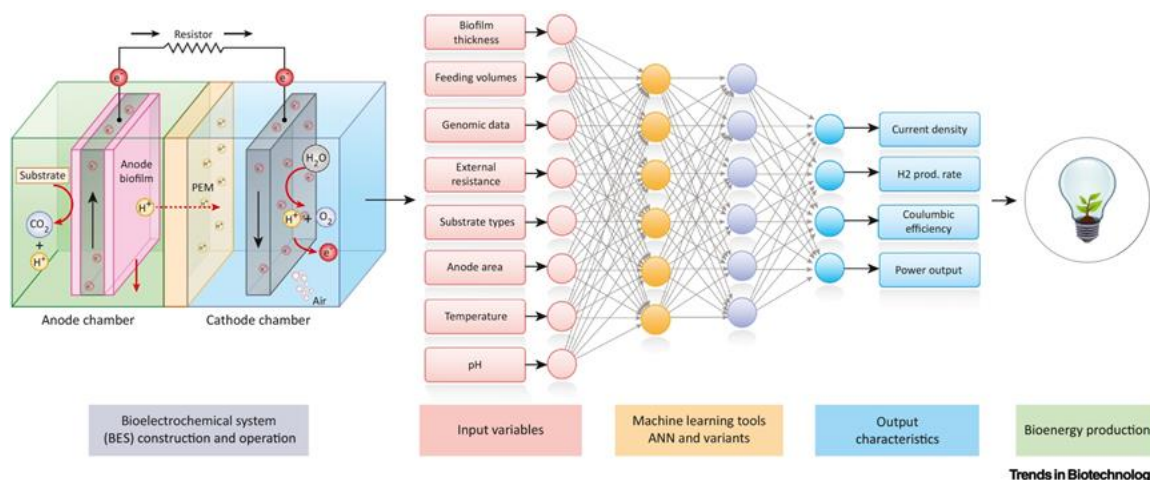 Resistor
e-
e-
Substrate
CO2
+
H+
Anode
biofilm
H+
PEM
H2O
H+ + O2
e-
Air
Anode chamber
Cathode chamber
Biofilm
thickness
Feeding volumes
Genomic data
External
resistance
Substrate types
Anode area
Temperature
pH
Current density
H2 prod. rate
Coulumbic
efficiency
Power output
Bioelectrochemical system
(BES) construction and operation
Input variables
Machine learning tools
ANN and variants
Output
characteristics
Bioenergy production
Trends in Biotechnolog